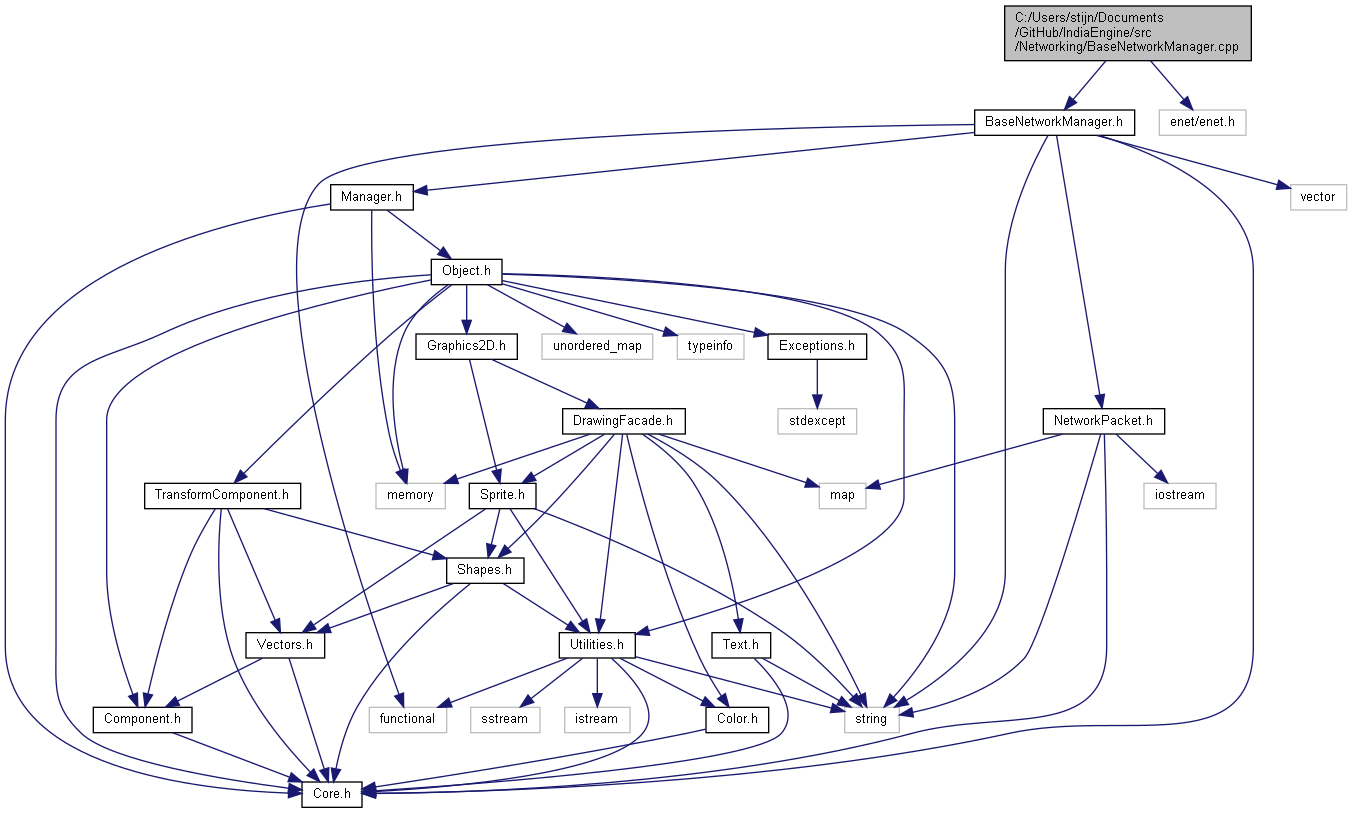 C:/Users/stijn/Documents
/GitHub/IndiaEngine/src
/Networking/BaseNetworkManager.cpp
BaseNetworkManager.h
enet/enet.h
Manager.h
vector
Object.h
Graphics2D.h
unordered_map
typeinfo
Exceptions.h
DrawingFacade.h
stdexcept
NetworkPacket.h
TransformComponent.h
memory
Sprite.h
map
iostream
Shapes.h
Vectors.h
Utilities.h
Text.h
Component.h
functional
sstream
istream
Color.h
string
Core.h